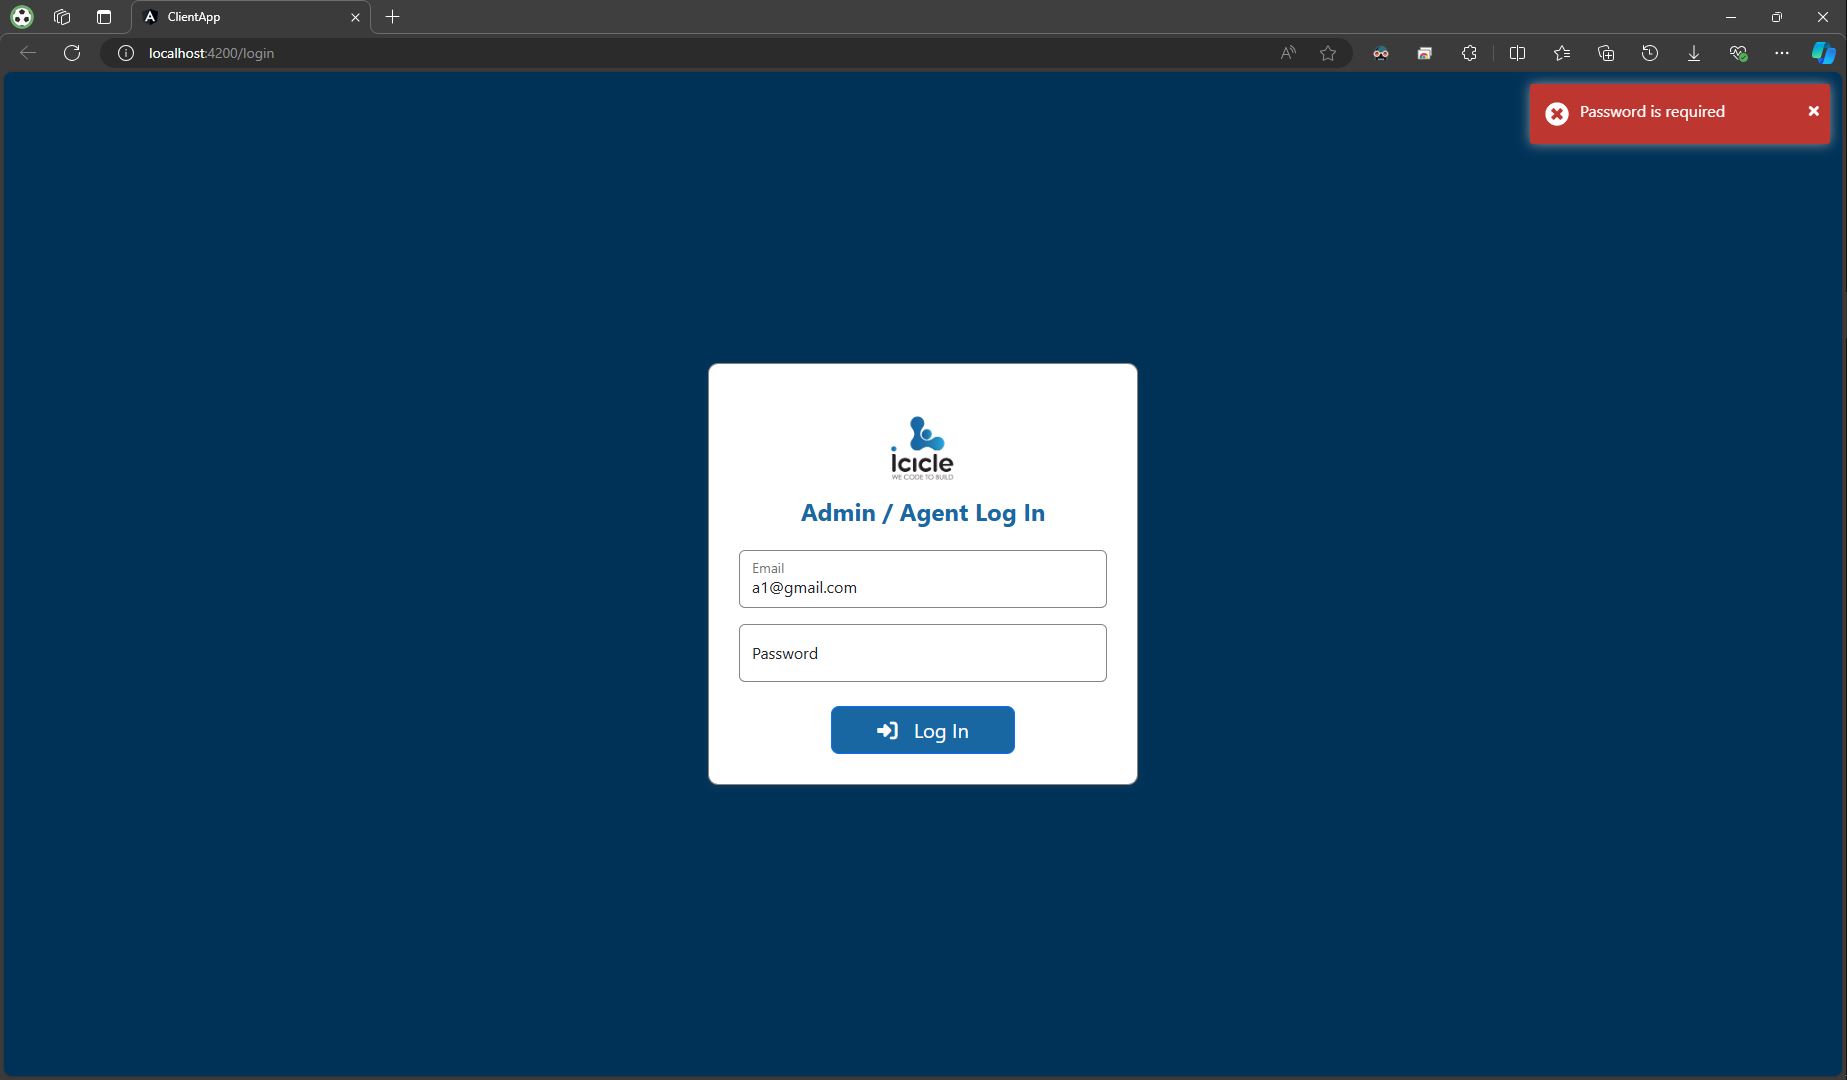 ClientApp
localhost:4200/login
Password is required
icicle
WE CODE TO BUILD
Admin / Agent Log In
Email
a1@gmail.com
Password
Log In